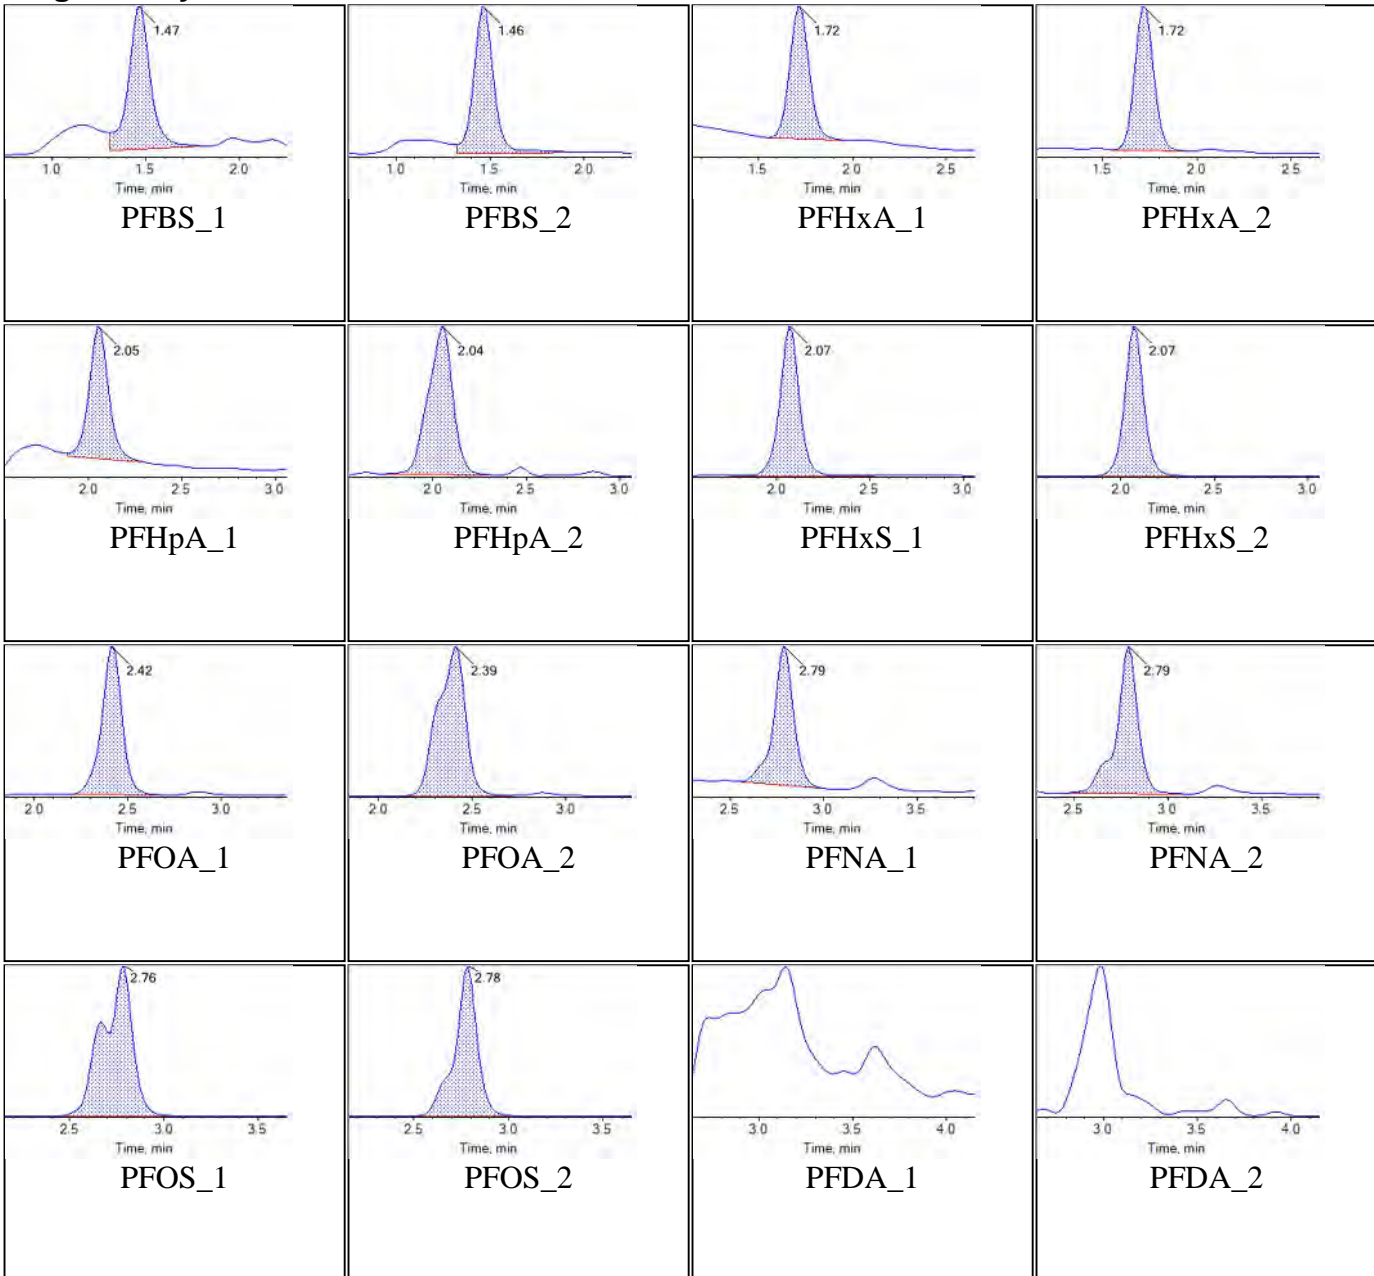 1.47 1.46 1.72 1.72
1.0 1.5 2.0 1.0 1.5 2.0 1.5 2.0 2.5 1.5 2.0 2.5
Time, min Time, min Time, min Time, min
PFBS_1 PFBS_2 PFHxA_1 PFHxA_2
2.05 2.04 2.07 2.07
2.0 2.5 3.0 2.0 2.5 3.0 2.0 2.5 3.0 2.0 2.5 3.0
Time, min Time, min Time, min Time, min
PFHpA_1 PFHpA_2 PFHxS_1 PFHxS_2
2.42 2.39 2.79 2.79
2.0 2.5 3.0 2.0 2.5 3.0 2.5 3.0 3.5 2.5 3.0 3.5
Time, min Time, min Time, min Time, min
PFOA_1 PFOA_2 PFNA_1 PFNA_2
2.76 2.78
2.5 3.0 3.5 2.5 3.0 3.5 3.0 3.5 4.0 3.0 3.5 4.0
Time, min Time, min Time, min Time, min
PFOS_1 PFOS_2 PFDA_1 PFDA_2